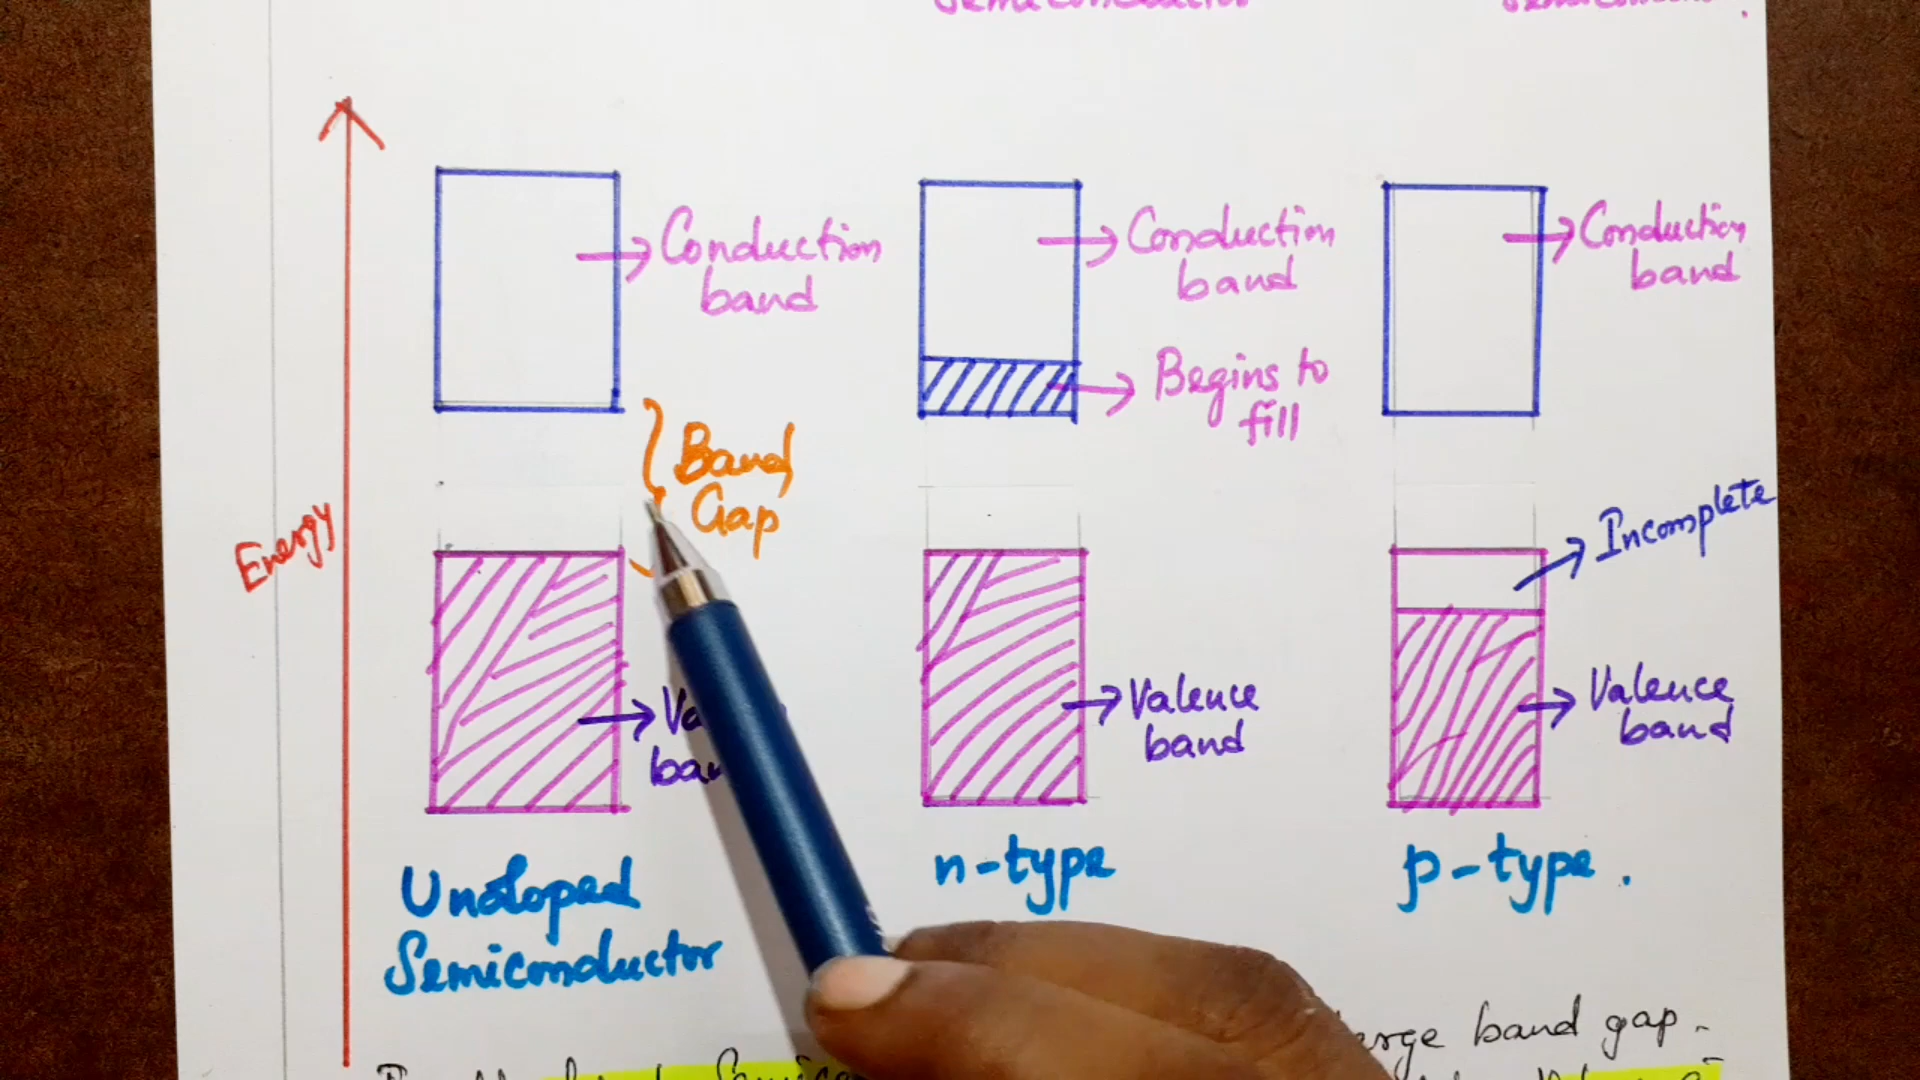 Semiconductor
Conduction
band
Conduction
band
Conduction
band
Begins to
fill
Band
Gap
Energy
Incomplete
Valence
band
Valence
band
Undoped
Semiconductor
n-type
p-type.
band gap.